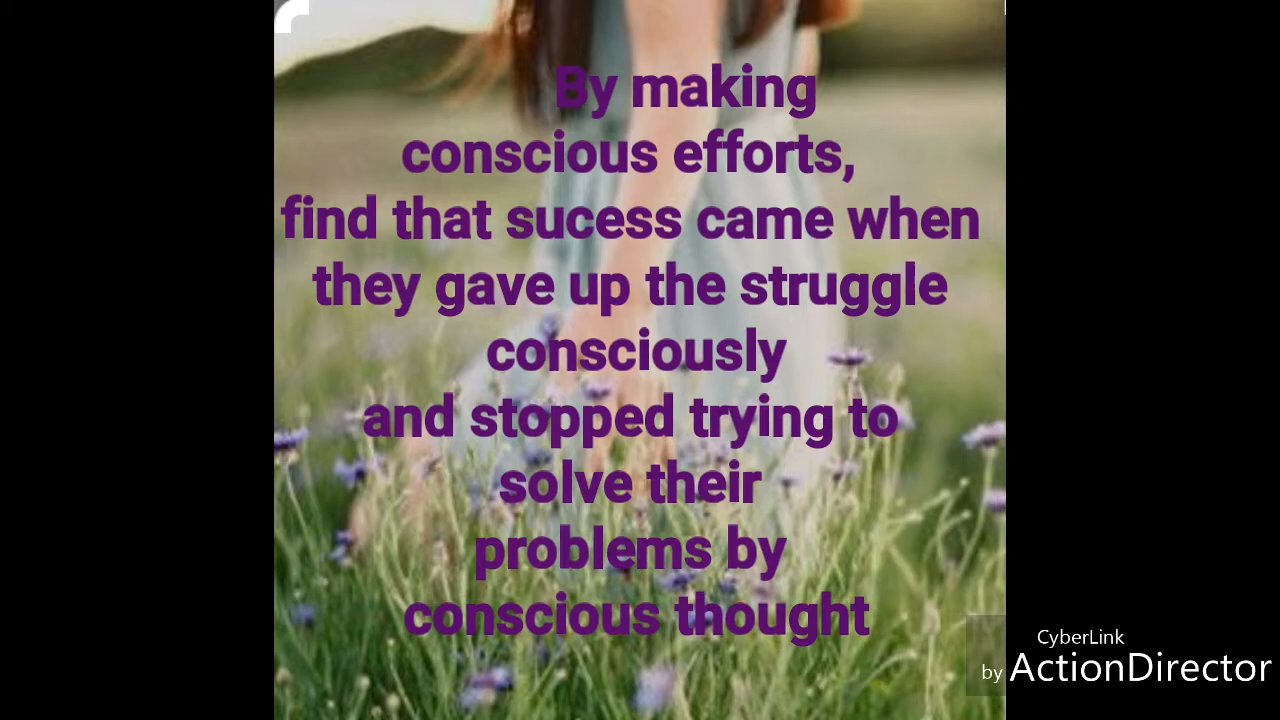 By making
conscious efforts,
find that sucess came when
they gave up the struggle
consciously
and stopped trying to
solve their
problems by
conscious thought
CyberLink
by ActionDirector